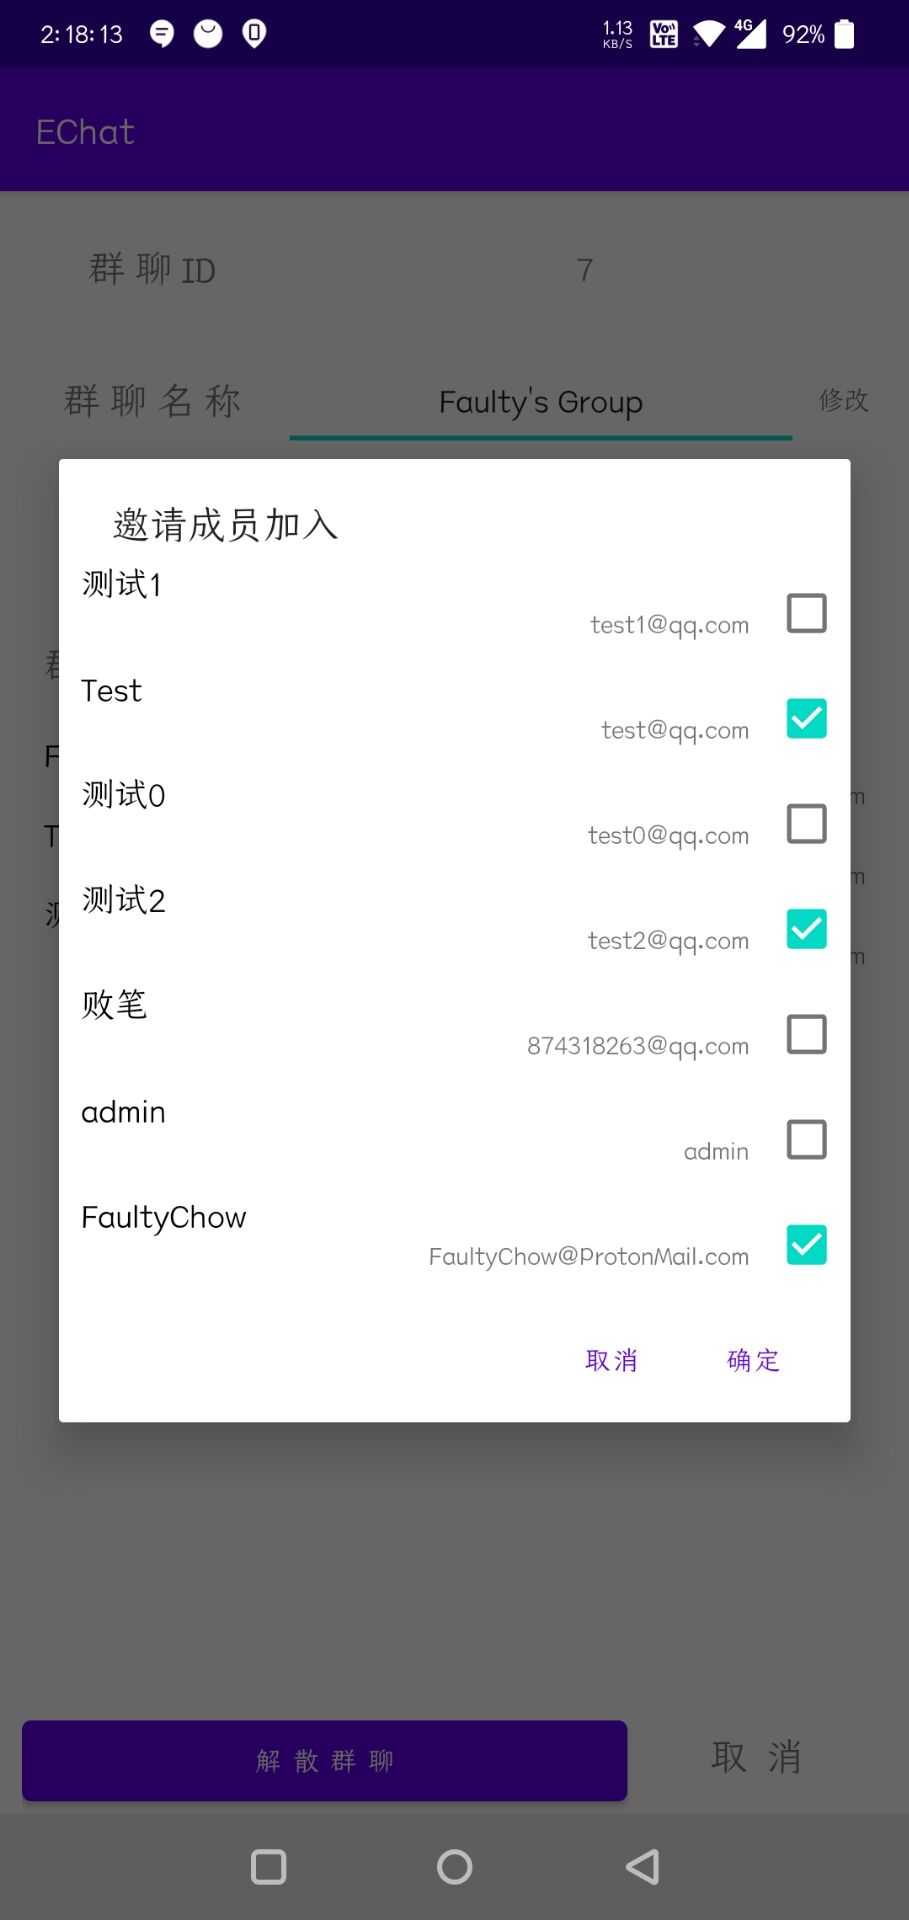 2:18:13
1.13 KB/S
VoLTE
4G
92%
EChat
群聊ID
7
群聊名称
Faulty's Group
修改
邀请成员加入
测试1
test1@qq.com
Test
test@qq.com
测试0
test0@qq.com
测试2
test2@qq.com
败笔
874318263@qq.com
admin
admin
FaultyChow
FaultyChow@ProtonMail.com
取消
确定
解散群聊
取消